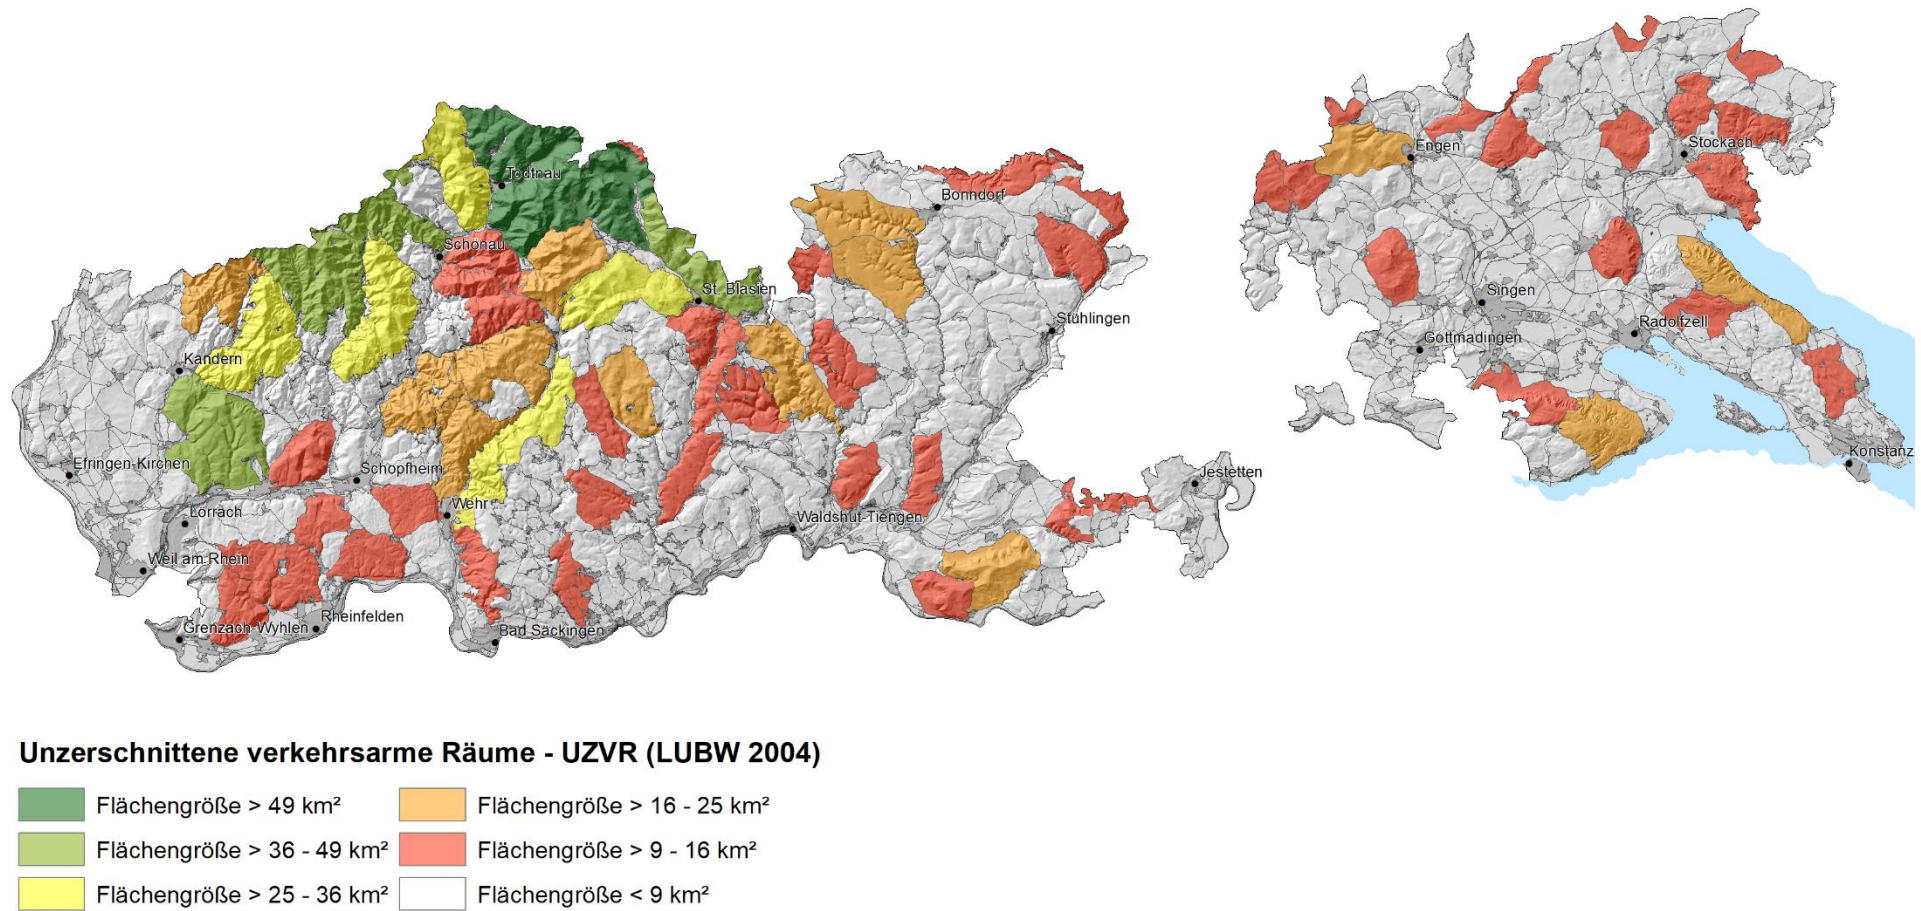 Engen
Stockach
Todtnau
Bonndorf
Schönau
St. Blasien
Singen
Stühlingen
Radolfzell
Gottmadingen
Kandern
Konstanz
Efringen-Kirchen
Schopfheim
Jestetten
Wehr
Lörrach
Waldshut-Tiengen
Weil am Rhein
Rheinfelden
Grenzach-Wyhlen
Bad Säckingen
Unzerschnittene verkehrsarme Räume - UZVR (LUBW 2004)
Flächengröße > 49 km²
Flächengröße > 16 - 25 km²
Flächengröße > 36 - 49 km²
Flächengröße > 9 - 16 km²
Flächengröße > 25 - 36 km²
Flächengröße < 9 km²